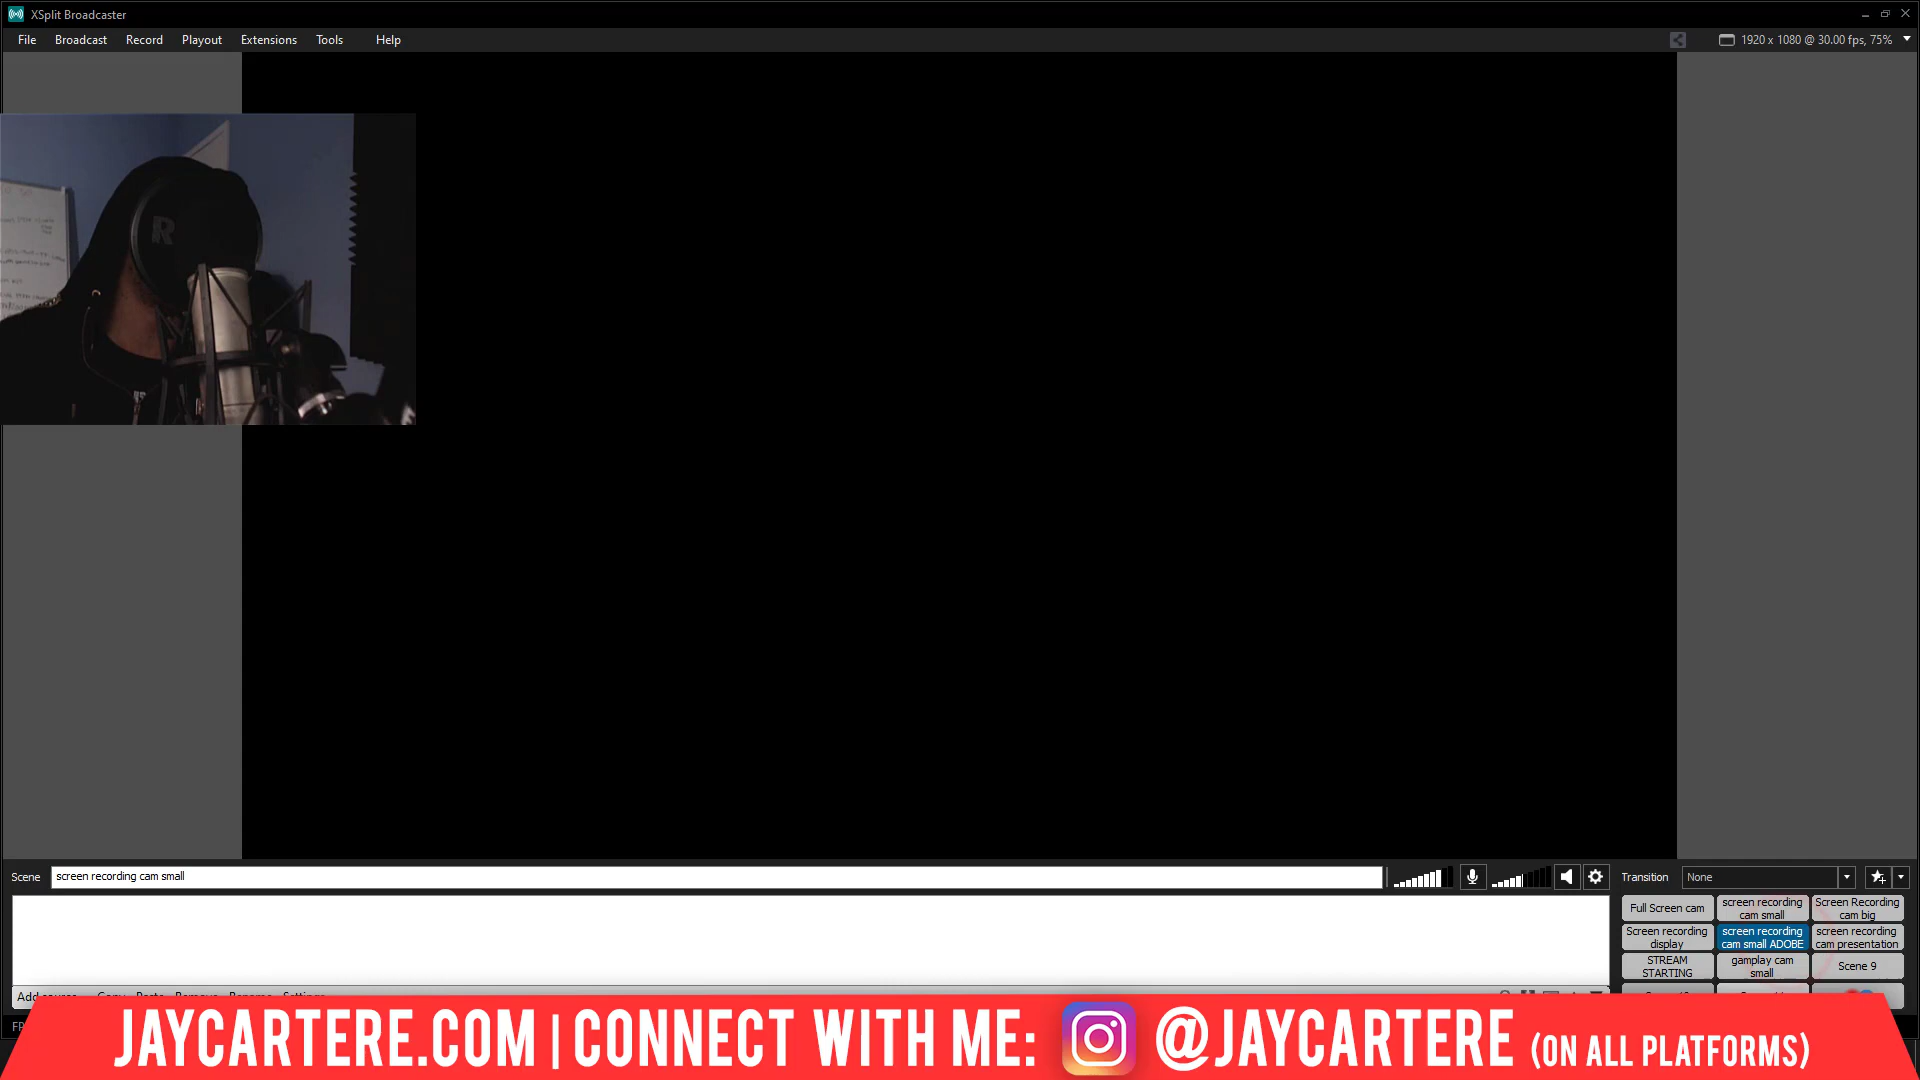 XSplit Broadcaster
File Broadcast Record Playout Extensions Tools Help
1920 x 1080 @ 30.00 fps, 75%
R
Scene screen recording cam small
Transition None
Full Screen cam
screen recording
cam small
Screen Recording
cam big
Screen recording
display
screen recording
cam small ADOBE
screen recording
cam presentation
STREAM
STARTING
gamplay cam
small
Scene 9
JAYCARTERE.COM | CONNECT WITH ME: @JAYCARTERE (ON ALL PLATFORMS)